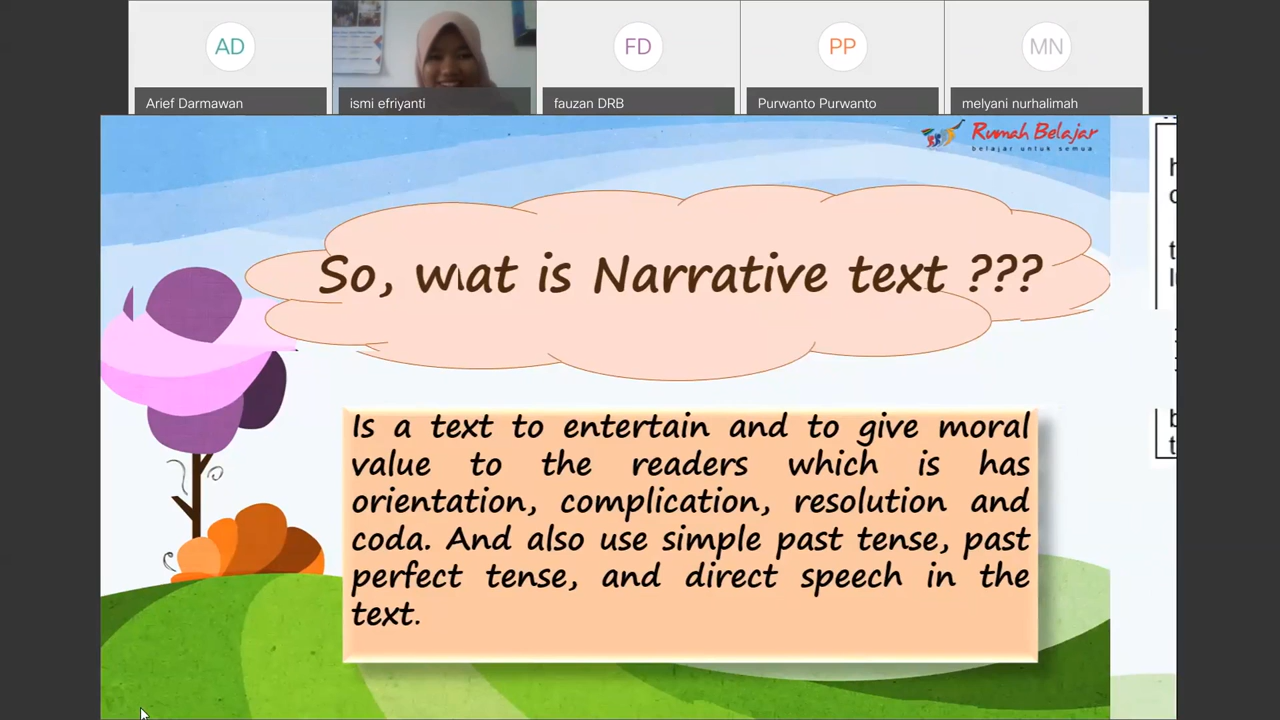 AD
FD
PP
MN
Arief Darmawan
ismi efriyanti
fauzan DRB
Purwanto Purwanto
melyani nurhalimah
Rumah Belajar
belajar untuk semua
So, wat is Narrative text ???
Is a text to entertain and to give moral
value to the readers which is has
orientation, complication, resolution and
coda. And also use simple past tense, past
perfect tense, and direct speech in the
text.